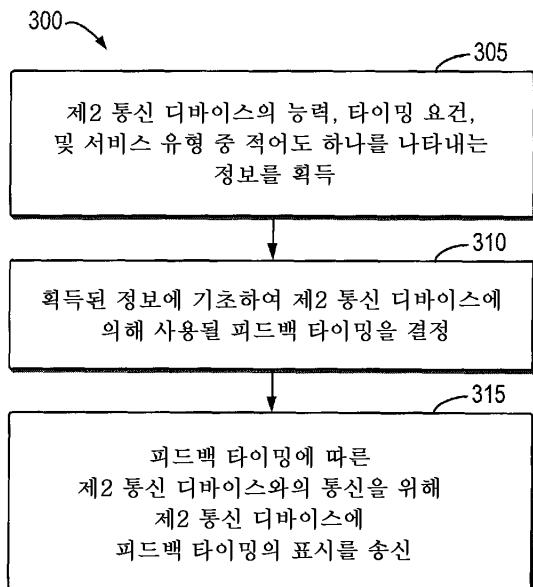 300
305
제2 통신 디바이스의 능력, 타이밍 요건,
및 서비스 유형 중 적어도 하나를 나타내는
정보를 획득
310
획득된 정보에 기초하여 제2 통신 디바이스에
의해 사용될 피드백 타이밍을 결정
315
피드백 타이밍에 따른
제2 통신 디바이스와의 통신을 위해
제2 통신 디바이스에
피드백 타이밍의 표시를 송신